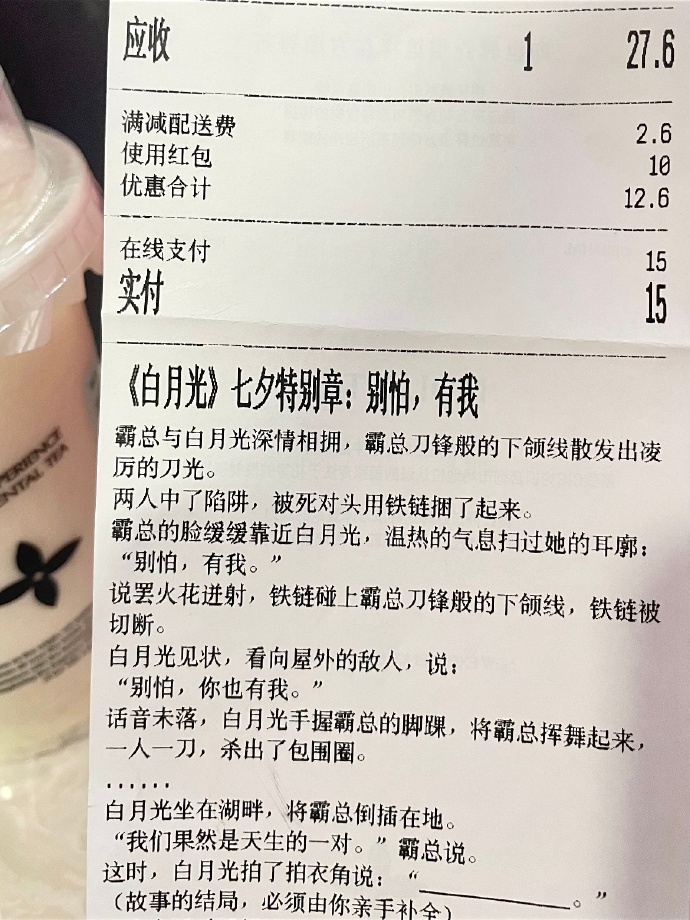 应收 1 27.6
满减配送费 2.6
使用红包 10
优惠合计 12.6
在线支付 15
实付 15
《白月光》七夕特别章：别怕，有我
霸总与白月光深情相拥，霸总刀锋般的下颌线散发出凌
厉的刀光。
两人中了陷阱，被死对头用铁链捆了起来。
霸总的脸缓缓靠近白月光，温热的气息扫过她的耳廓：
“别怕，有我。”
说罢火花迸射，铁链碰上霸总刀锋般的下颌线，铁链被
切断。
白月光见状，看向屋外的敌人，说：
“别怕，你也有我。”
话音未落，白月光手握霸总的脚踝，将霸总挥舞起来，
一人一刀，杀出了包围圈。
......
白月光坐在湖畔，将霸总倒插在地。
“我们果然是天生的一对。”霸总说。
这时，白月光拍了拍衣角说：“__________。”
（故事的结局，必须由你亲手补全）
PERIENCE
ENTAL TEA